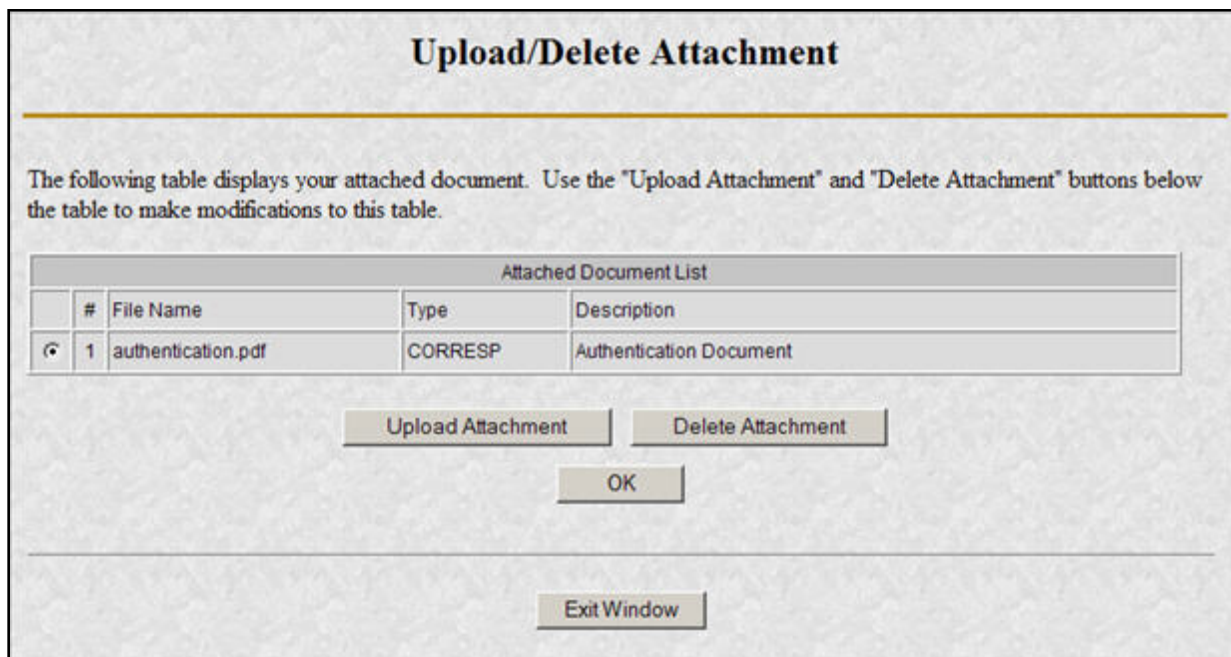 Upload/Delete Attachment
The following table displays your attached document.  Use the "Upload Attachment" and "Delete Attachment" buttons below
the table to make modifications to this table.
Attached Document List
# File Name Type Description
1 authentication.pdf CORRESP Authentication Document
Upload Attachment Delete Attachment
OK
Exit Window